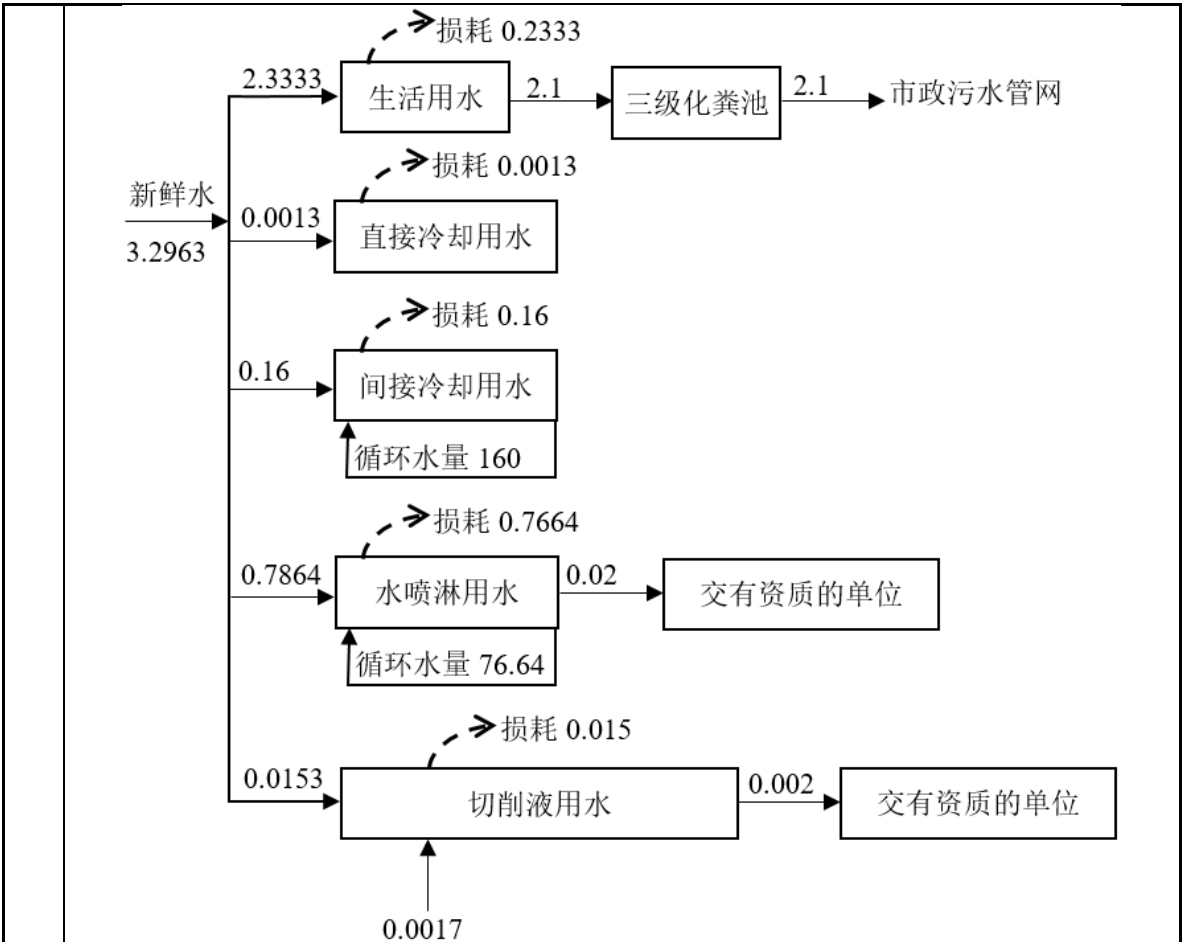 损耗 0.2333
2.3333
生活用水
2.1
三级化粪池
2.1
市政污水管网
损耗 0.0013
新鲜水
3.2963
0.0013
直接冷却用水
损耗 0.16
0.16
间接冷却用水
循环水量 160
损耗 0.7664
0.7864
水喷淋用水
0.02
交有资质的单位
循环水量 76.64
损耗 0.015
0.0153
切削液用水
0.002
交有资质的单位
0.0017